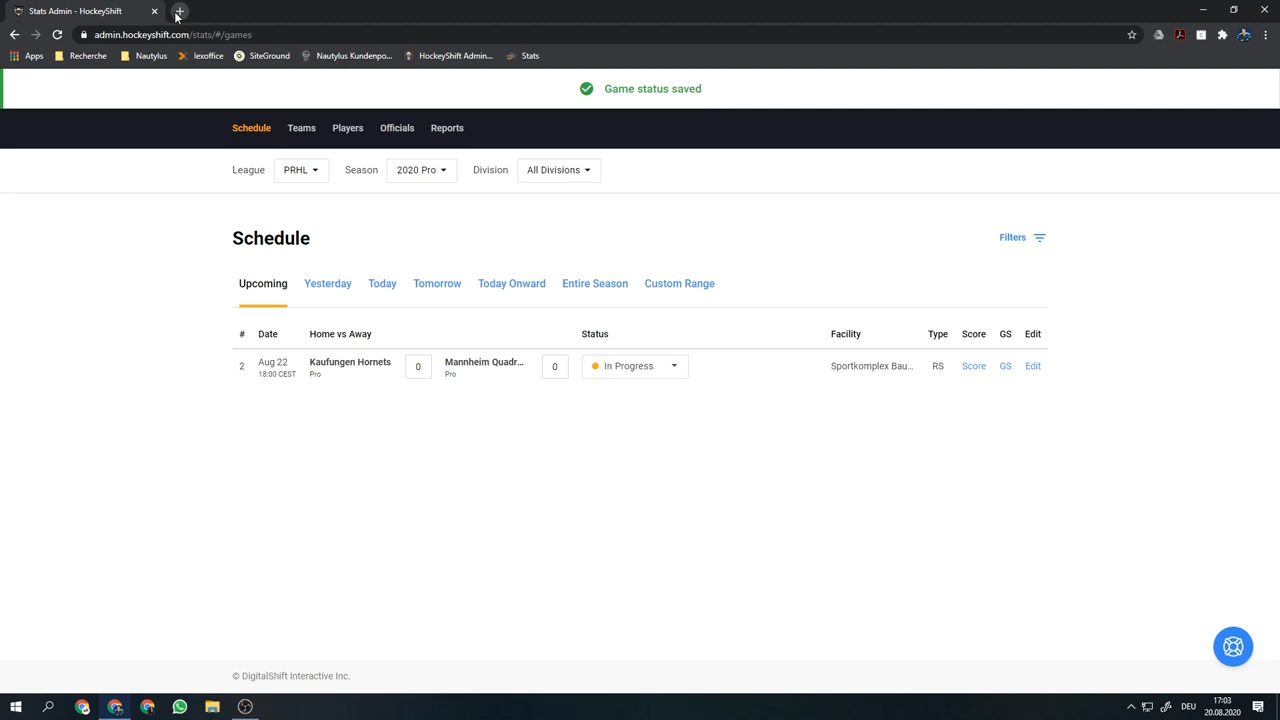 Stats Admin - HockeyShift
admin.hockeyshift.com/stats/#/games
Apps Recherche Nautylus lexoffice SiteGround Nautylus Kundenpo... HockeyShift Admin... Stats
Game status saved
Schedule Teams Players Officials Reports
League PRHL Season 2020 Pro Division All Divisions
Schedule
Filters
Upcoming Yesterday Today Tomorrow Today Onward Entire Season Custom Range
# Date Home vs Away Status Facility Type Score GS Edit
2 Aug 22 18:00 CEST Kaufungen Hornets Pro 0 Mannheim Quadr... Pro 0 In Progress Sportkomplex Bau... RS Score GS Edit
© DigitalShift Interactive Inc.
DEU 17:03
20.08.2020